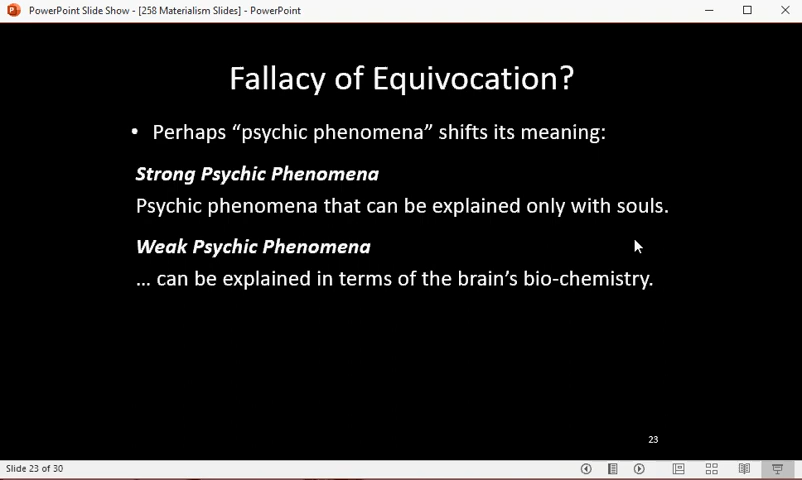 PowerPoint Slide Show - [258 Materialism Slides] - PowerPoint
Fallacy of Equivocation?
• Perhaps “psychic phenomena” shifts its meaning:
Strong Psychic Phenomena
Psychic phenomena that can be explained only with souls.
Weak Psychic Phenomena
… can be explained in terms of the brain’s bio-chemistry.
23
Slide 23 of 30